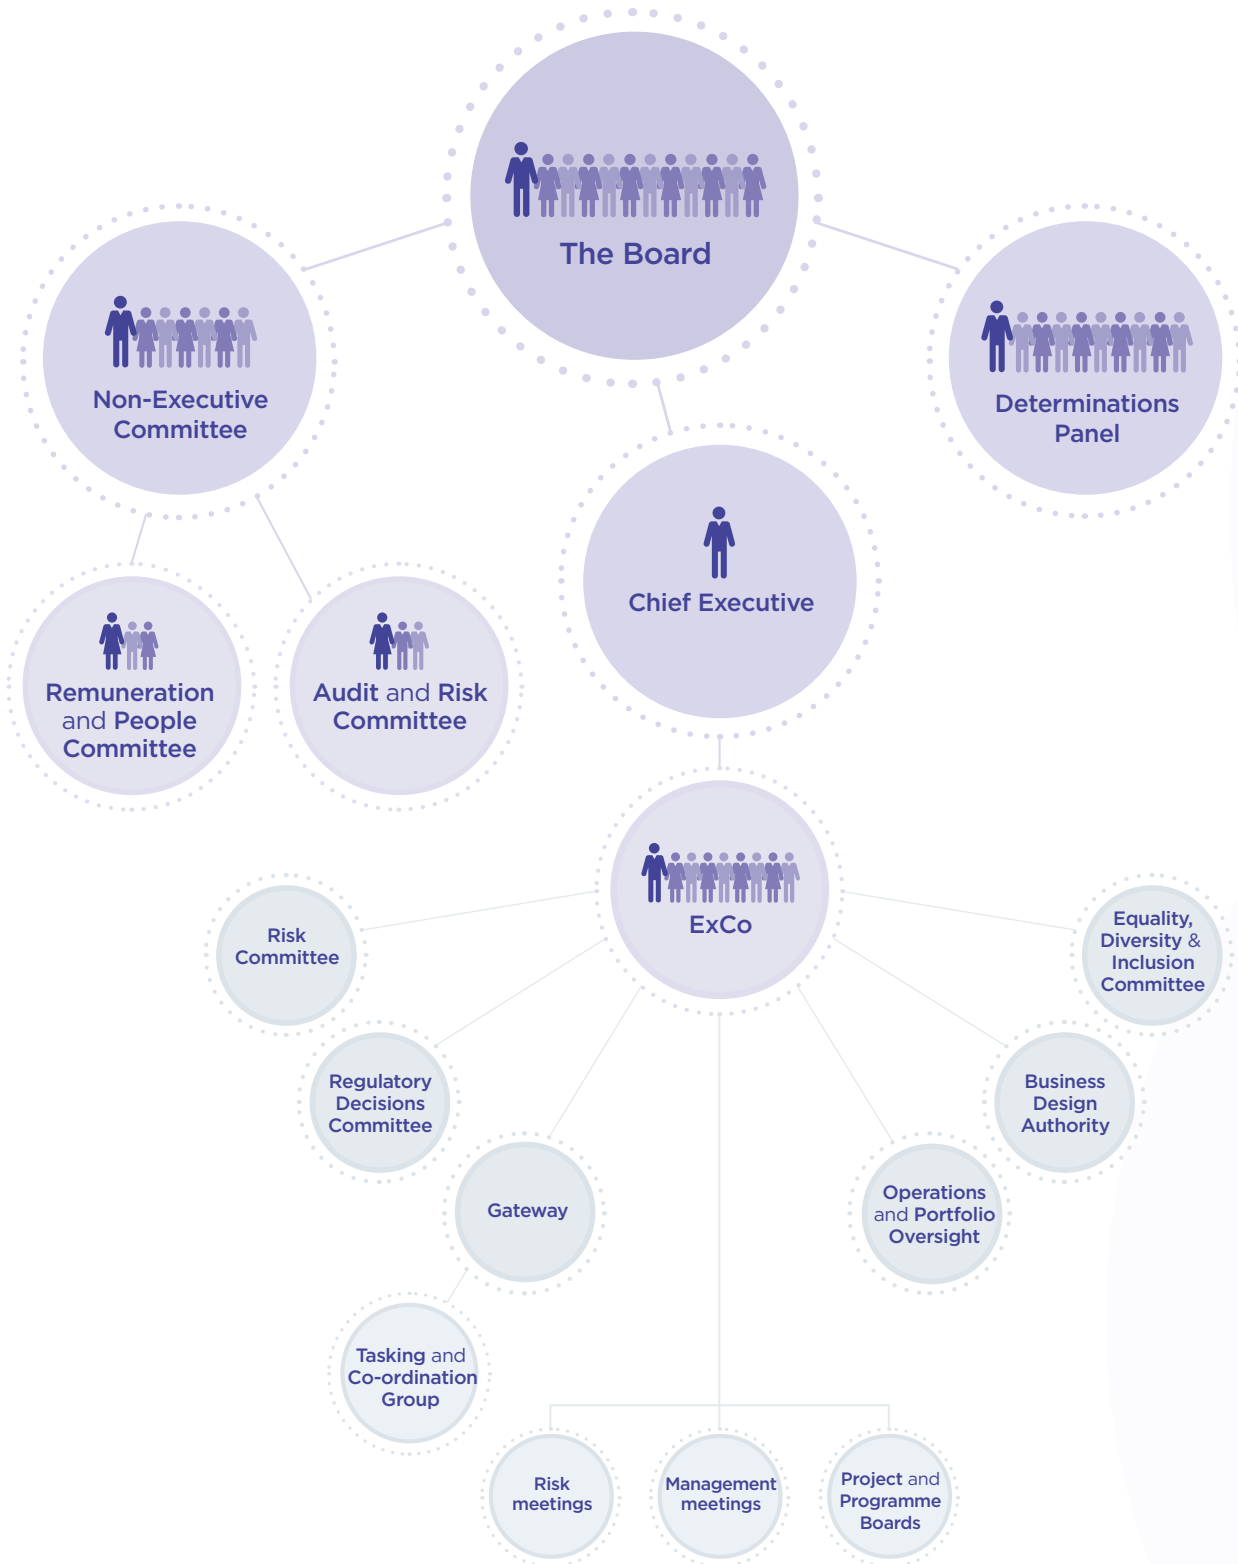 The Board
Non-Executive
Committee
Determinations
Panel
Chief Executive
Remuneration
and People
Committee
Audit and Risk
Committee
ExCo
Risk
Committee
Equality,
Diversity &
Inclusion
Committee
Regulatory
Decisions
Committee
Business
Design
Authority
Gateway
Operations
and Portfolio
Oversight
Tasking and
Co-ordination
Group
Risk
meetings
Management
meetings
Project and
Programme
Boards